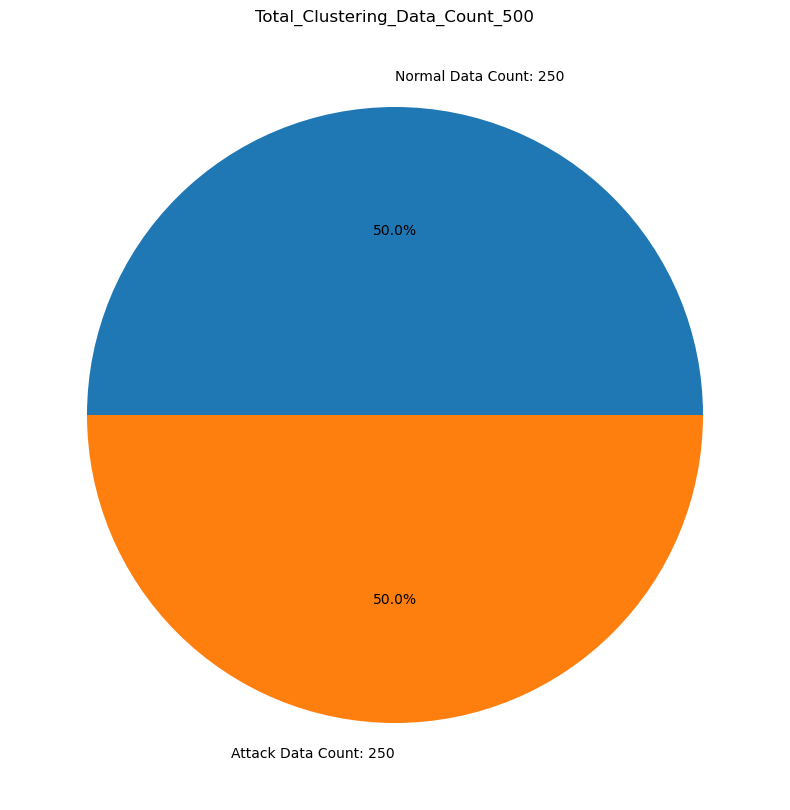 Total_Clustering_Data_Count_500
Normal Data Count: 250
50.0%
50.0%
Attack Data Count: 250